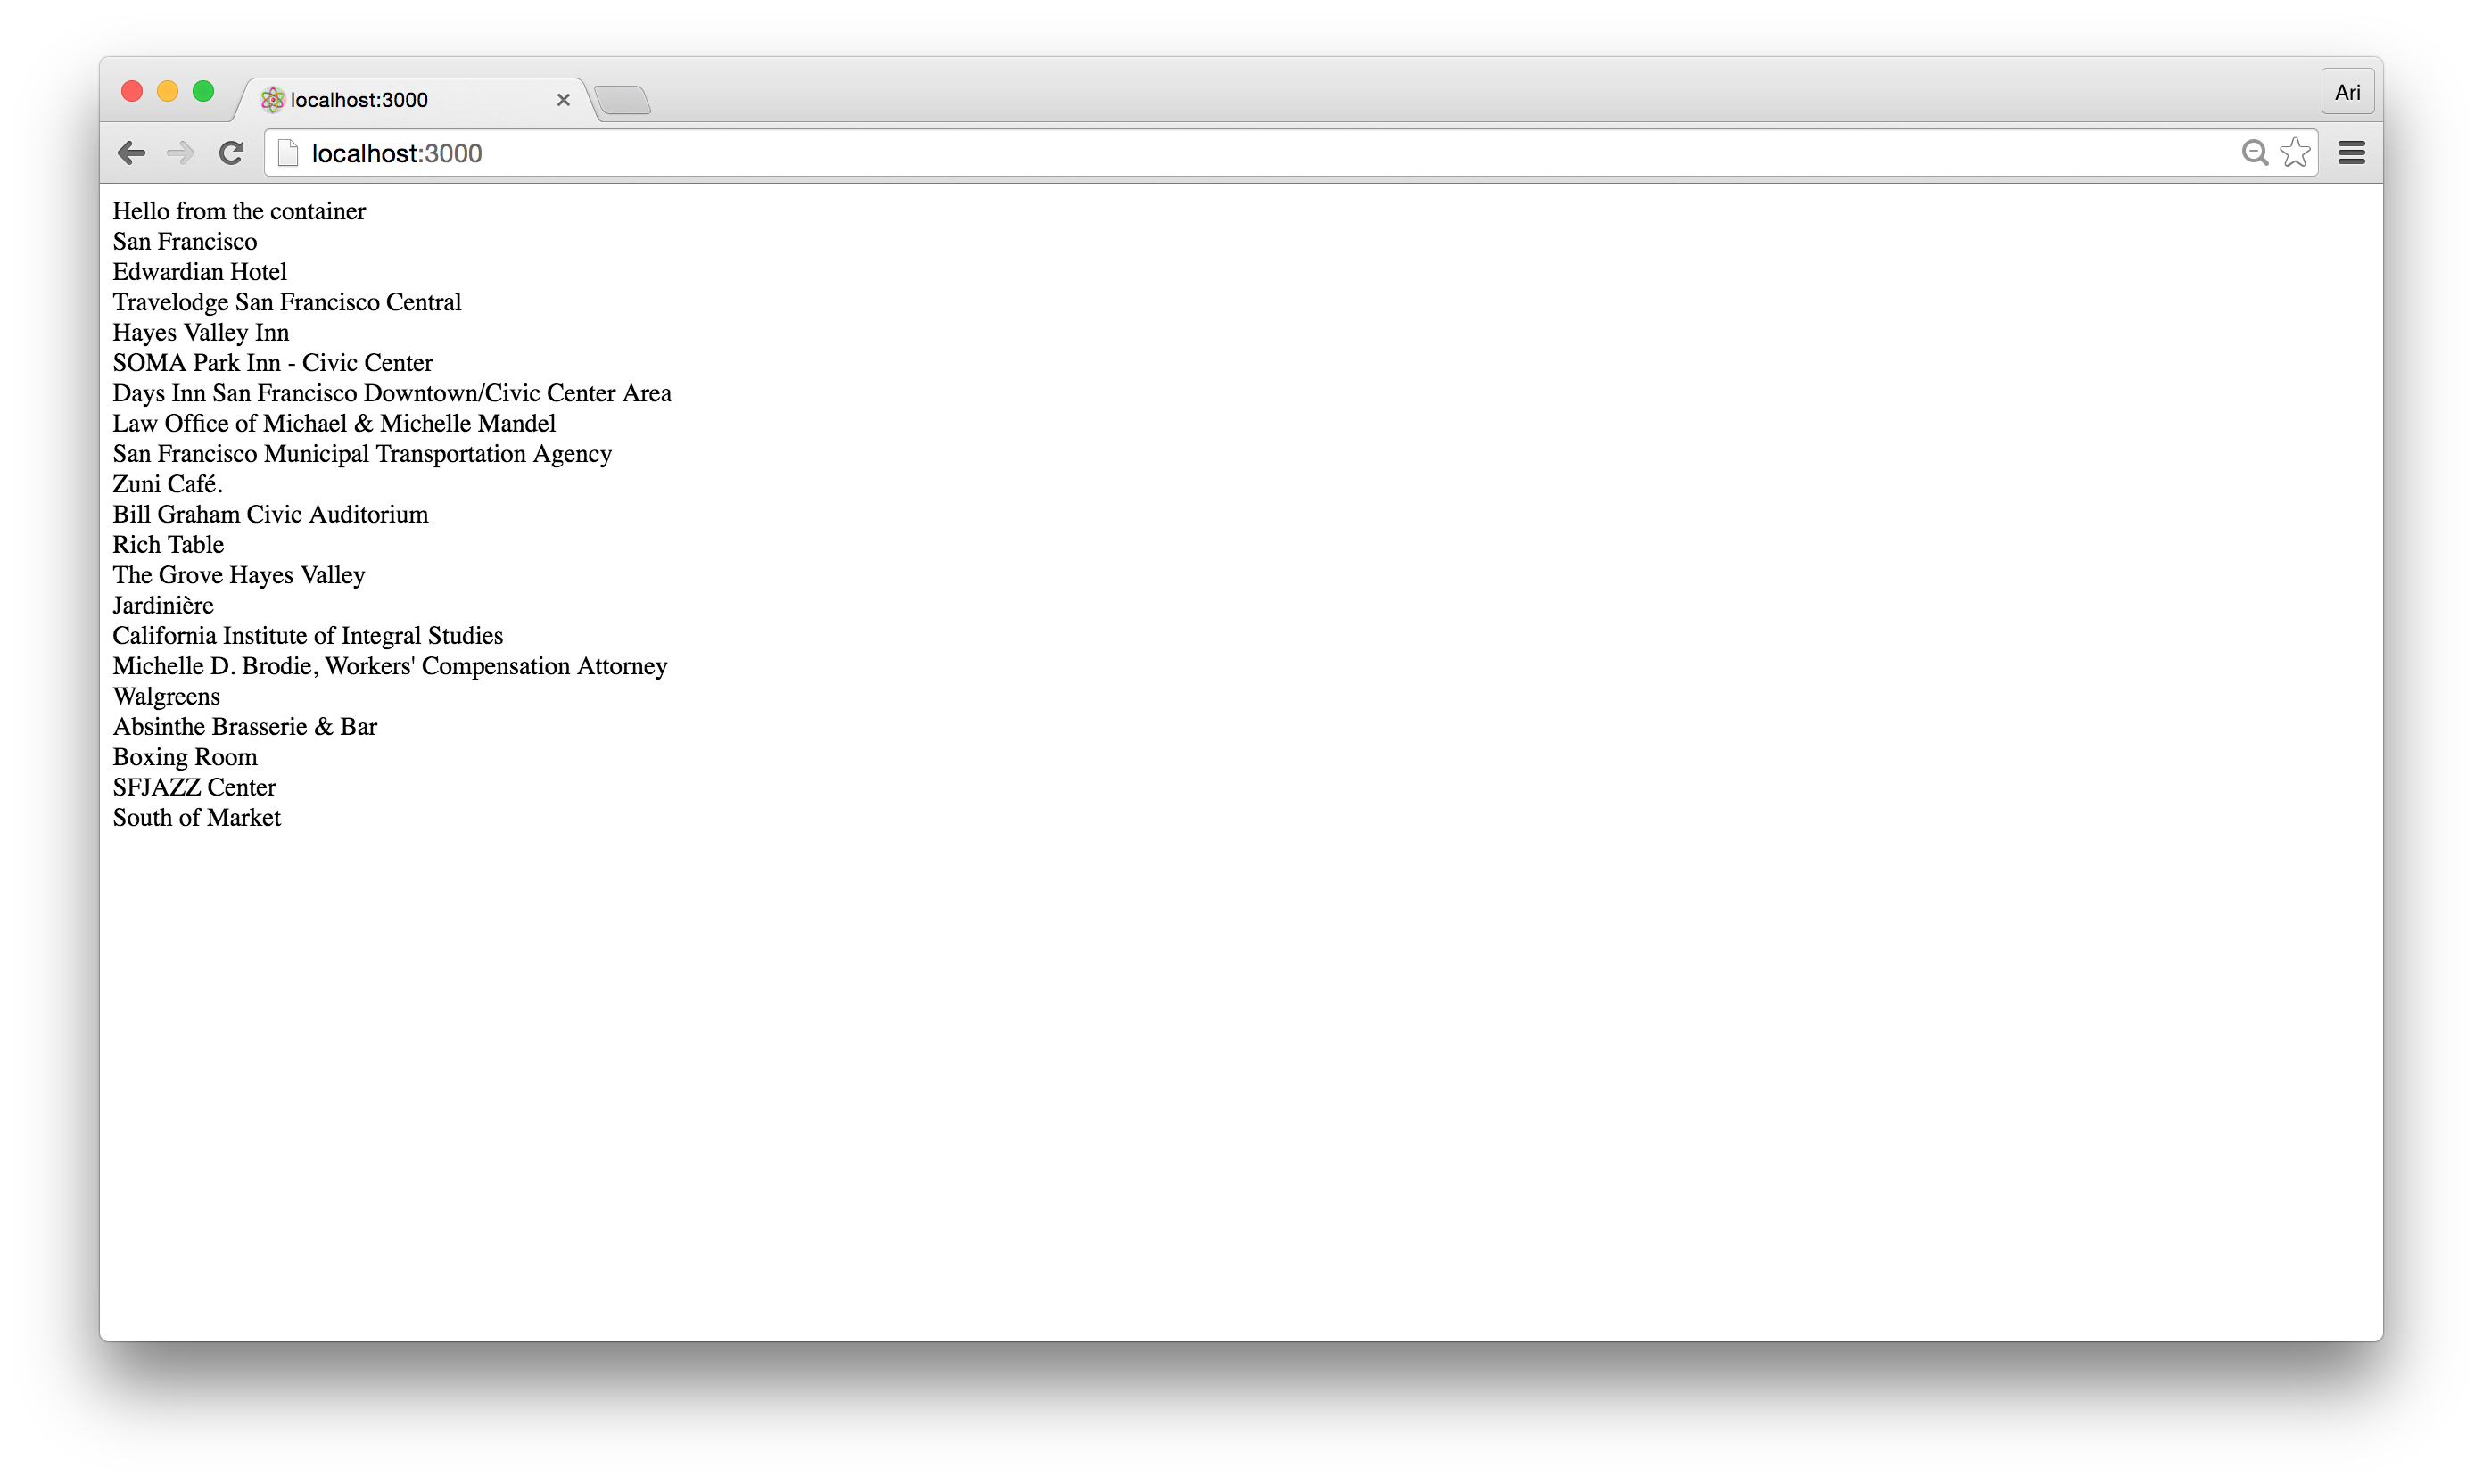 localhost:3000
Ari
localhost:3000
Hello from the container
San Francisco
Edwardian Hotel
Travelodge San Francisco Central
Hayes Valley Inn
SOMA Park Inn - Civic Center
Days Inn San Francisco Downtown/Civic Center Area
Law Office of Michael & Michelle Mandel
San Francisco Municipal Transportation Agency
Zuni Café.
Bill Graham Civic Auditorium
Rich Table
The Grove Hayes Valley
Jardinière
California Institute of Integral Studies
Michelle D. Brodie, Workers' Compensation Attorney
Walgreens
Absinthe Brasserie & Bar
Boxing Room
SFJAZZ Center
South of Market